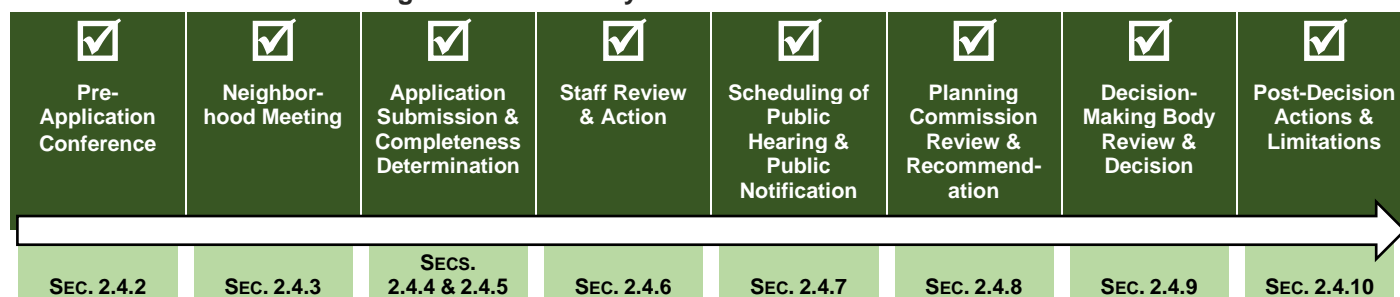 Pre-
Application
Conference
Neighbor-
hood Meeting
Application
Submission &
Completeness
Determination
Staff Review
& Action
Scheduling of
Public
Hearing &
Public
Notification
Planning
Commission
Review &
Recommend-
ation
Decision-
Making Body
Review &
Decision
Post-Decision
Actions &
Limitations
SEC. 2.4.2
SEC. 2.4.3
SECS.
2.4.4 & 2.4.5
SEC. 2.4.6
SEC. 2.4.7
SEC. 2.4.8
SEC. 2.4.9
SEC. 2.4.10